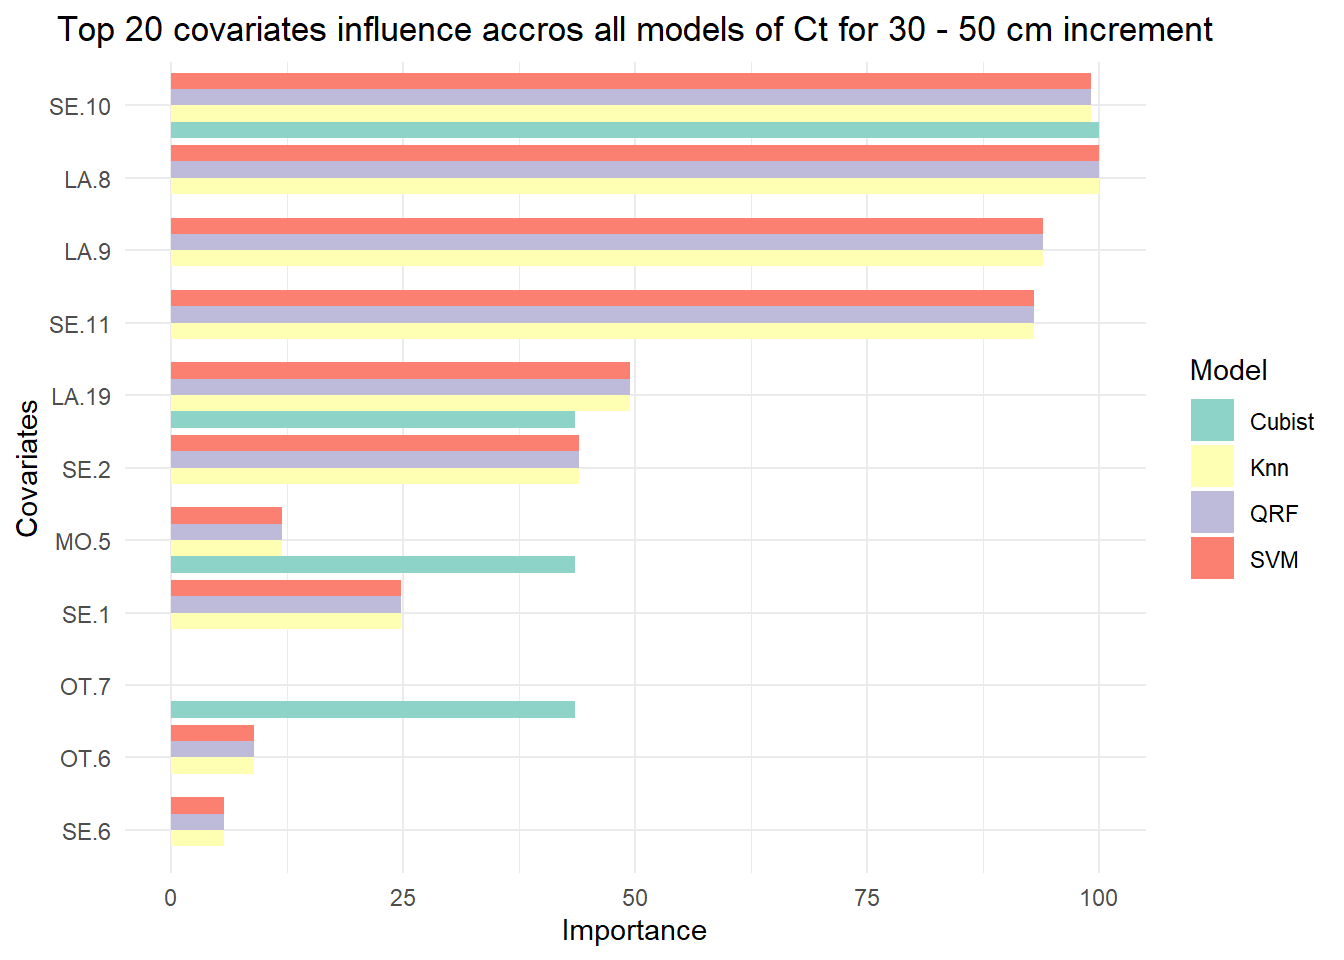 Top 20 covariates influence accros all models of Ct for 30 - 50 cm increment
SE.10
LA.8
LA.9
SE.11
LA.19
SE.2
MO.5
SE.1
OT.7
OT.6
SE.6
Covariates
0 25 50 75 100
Importance
Model
Cubist
Knn
QRF
SVM